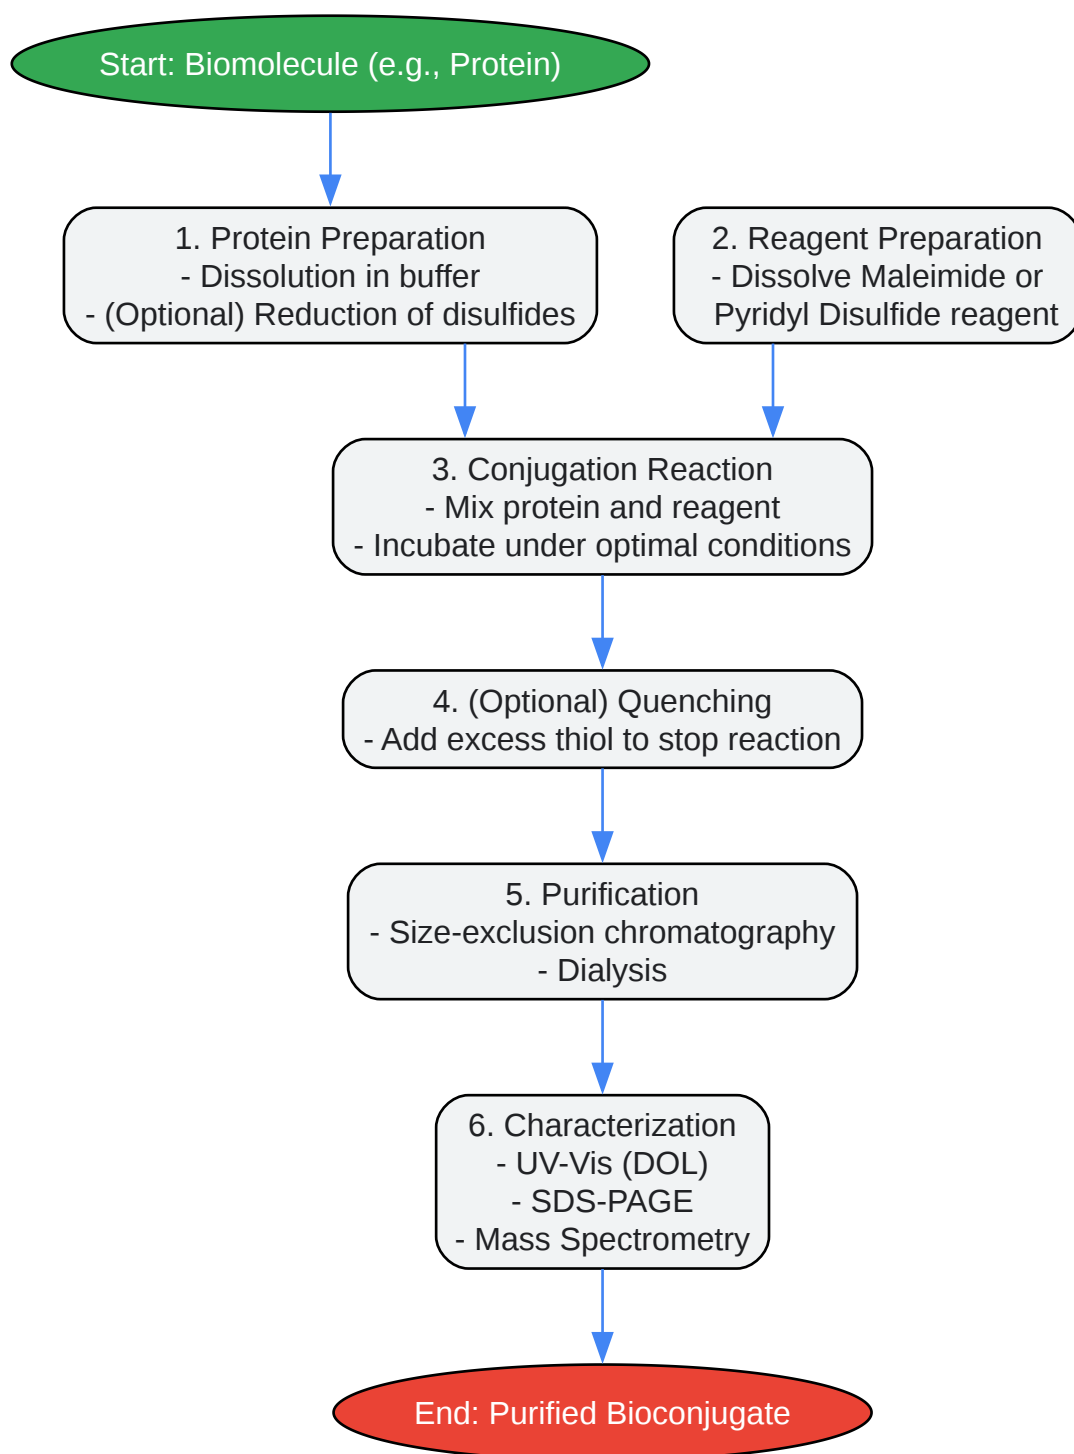 Start: Biomolecule (e.g., Protein)
1. Protein Preparation
- Dissolution in buffer
- (Optional) Reduction of disulfides
2. Reagent Preparation
- Dissolve Maleimide or
Pyridyl Disulfide reagent
3. Conjugation Reaction
- Mix protein and reagent
- Incubate under optimal conditions
4. (Optional) Quenching
- Add excess thiol to stop reaction
5. Purification
- Size-exclusion chromatography
- Dialysis
6. Characterization
- UV-Vis (DOL)
- SDS-PAGE
- Mass Spectrometry
End: Purified Bioconjugate